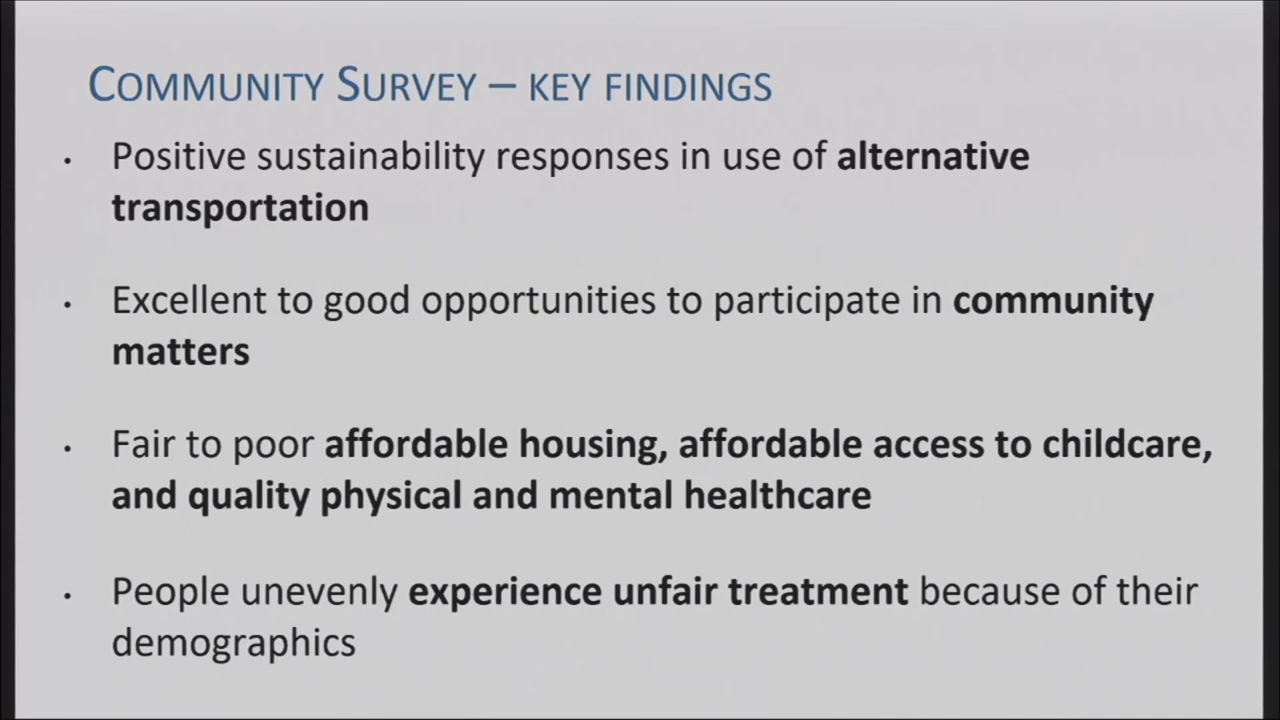 COMMUNITY SURVEY – KEY FINDINGS
• Positive sustainability responses in use of alternative
transportation
• Excellent to good opportunities to participate in community
matters
• Fair to poor affordable housing, affordable access to childcare,
and quality physical and mental healthcare
• People unevenly experience unfair treatment because of their
demographics